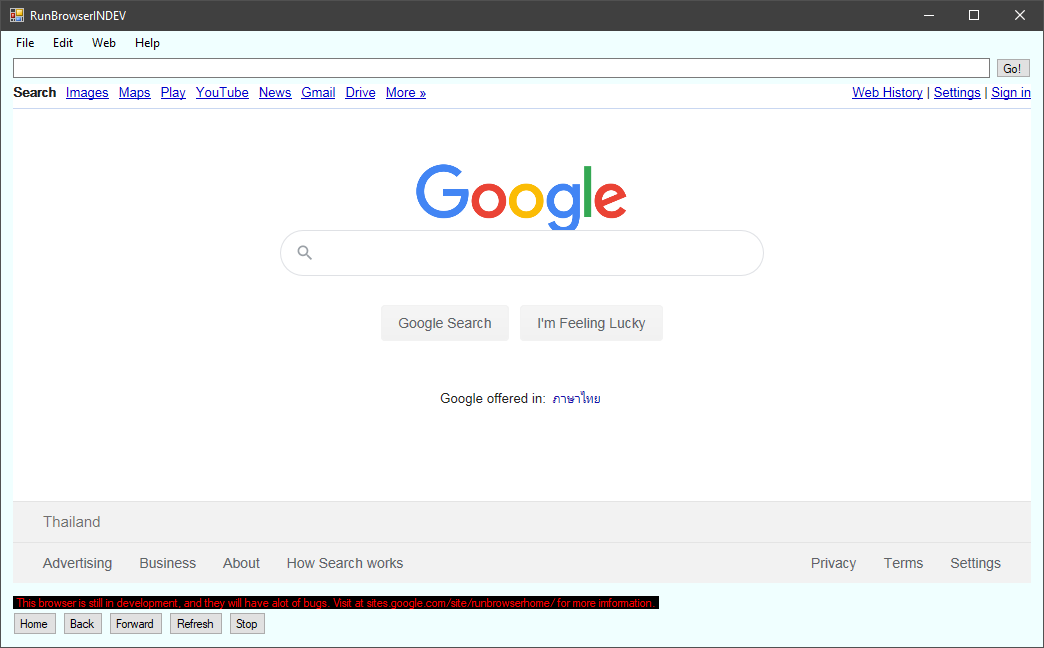 RunBrowserINDEV
File Edit Web Help
Go!
Search Images Maps Play YouTube News Gmail Drive More » Web History | Settings | Sign in
Google
Google Search I'm Feeling Lucky
Google offered in: ภาษาไทย
Thailand
Advertising Business About How Search works Privacy Terms Settings
This browser is still in development, and they will have alot of bugs. Visit at sites.google.com/site/runbrowserhome/ for more imformation.
Home Back Forward Refresh Stop